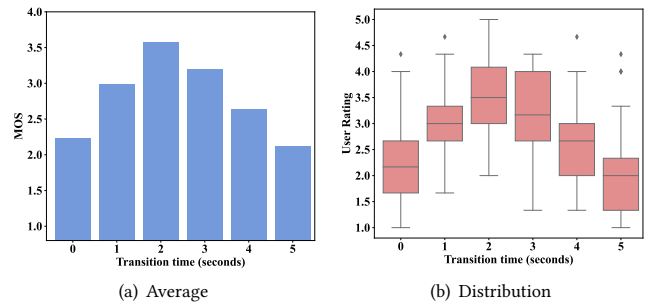 4.0
3.5
3.0
2.5
2.0
1.5
1.0
MOS
0 1 2 3 4 5
Transition time (seconds)
(a) Average
5.0
4.5
4.0
3.5
3.0
2.5
2.0
1.5
1.0
User Rating
0 1 2 3 4 5
Transition time (seconds)
(b) Distribution